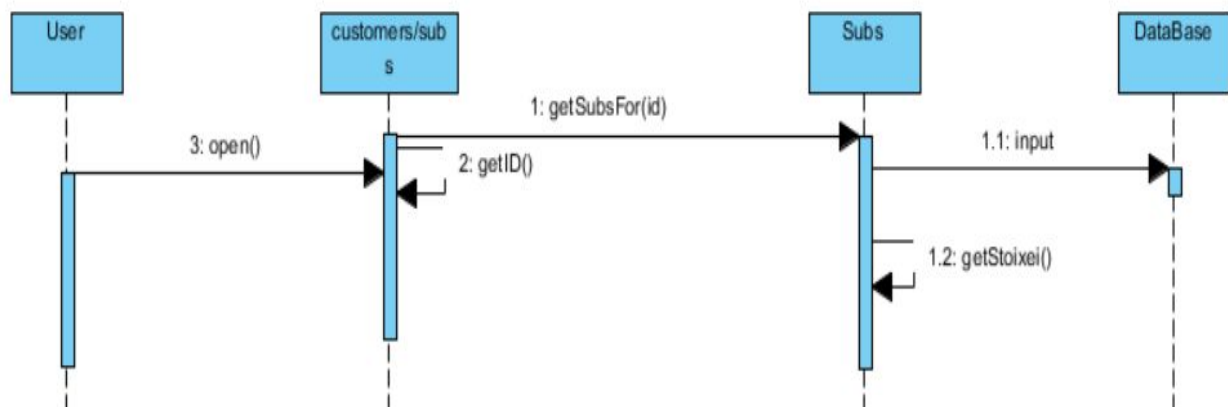 User
customers/sub
s
Subs
DataBase
1: getSubsFor(id)
3: open()
2: getID()
1.1: input
1.2: getStoixei()